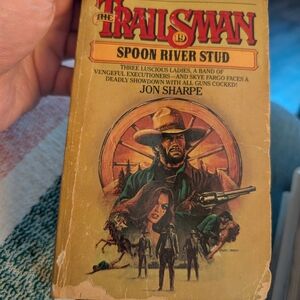 THE
TRAILSMAN
SPOON RIVER STUD
THREE LUSCIOUS LADIES, A BAND OF
VENGEFUL EXECUTIONERS—AND SKYE FARGO FACES A
DEADLY SHOWDOWN WITH ALL GUNS COCKED!
JON SHARPE